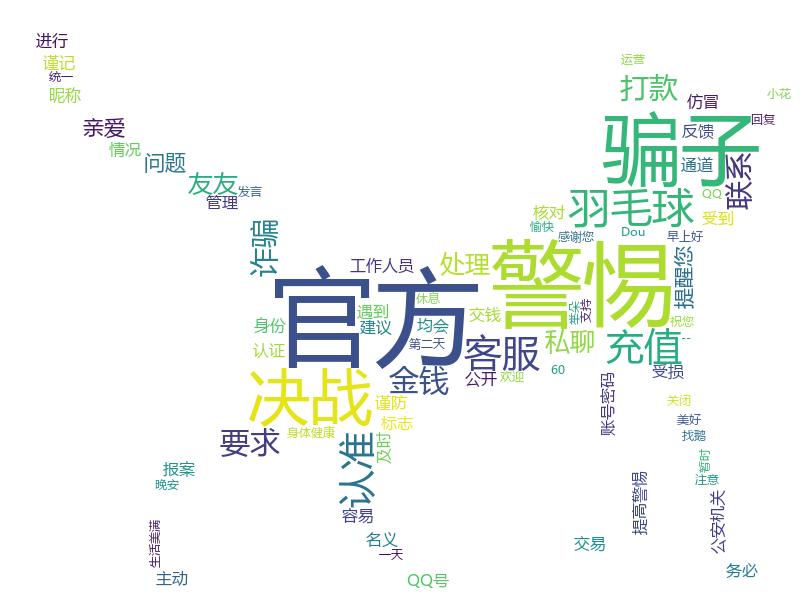 进行
谨记
统一
昵称
亲爱
情况
问题
友友
发言
管理
诈骗
运营
打款
仿冒
小花
骗子
反馈
回复
通道
联系
QQ
羽毛球
核对
受到
愉快
感谢您
Dou
早上好
工作人员
处理
警惕
提醒您
官方
休息
遇到
身份
建议
均会
交钱
举杂
支持
祝您
认证
第二天
客服
私聊
充值
--
决战
金钱
公开
欢迎
60
受损
谨防
账号密码
关闭
标志
美好
要求
身体健康
及时
找鹅
认准
报案
晚安
暂时
注意
容易
提高警惕
公安机关
生活美满
名义
一天
交易
主动
QQ号
务必